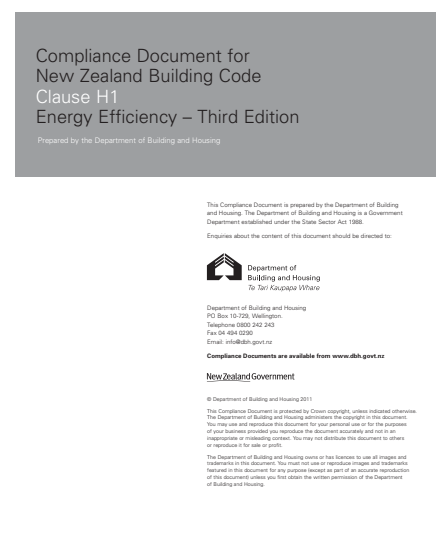 Compliance Document for
New Zealand Building Code
Clause H1
Energy Efficiency – Third Edition
Prepared by the Department of Building and Housing
This Compliance Document is prepared by the Department of Building
and Housing. The Department of Building and Housing is a Government
Department established under the State Sector Act 1988.
Enquiries about the content of this document should be directed to:
Department of
Building and Housing
Te Tari Kaupapa Whare
Department of Building and Housing
PO Box 10-729, Wellington.
Telephone 0800 242 243
Fax 04 494 0290
Email: info@dbh.govt.nz
Compliance Documents are available from www.dbh.govt.nz
New Zealand Government
© Department of Building and Housing 2011
This Compliance Document is protected by Crown copyright, unless indicated otherwise.
The Department of Building and Housing administers the copyright in this document.
You may use and reproduce this document for your personal use or for the purposes
of your business provided you reproduce the document accurately and not in an
inappropriate or misleading context. You may not distribute this document to others
or reproduce it for sale or profit.
The Department of Building and Housing owns or has licences to use all images and
trademarks in this document. You must not use or reproduce images and trademarks
featured in this document for any purpose (except as part of an accurate reproduction
of this document) unless you first obtain the written permission of the Department
of Building and Housing.